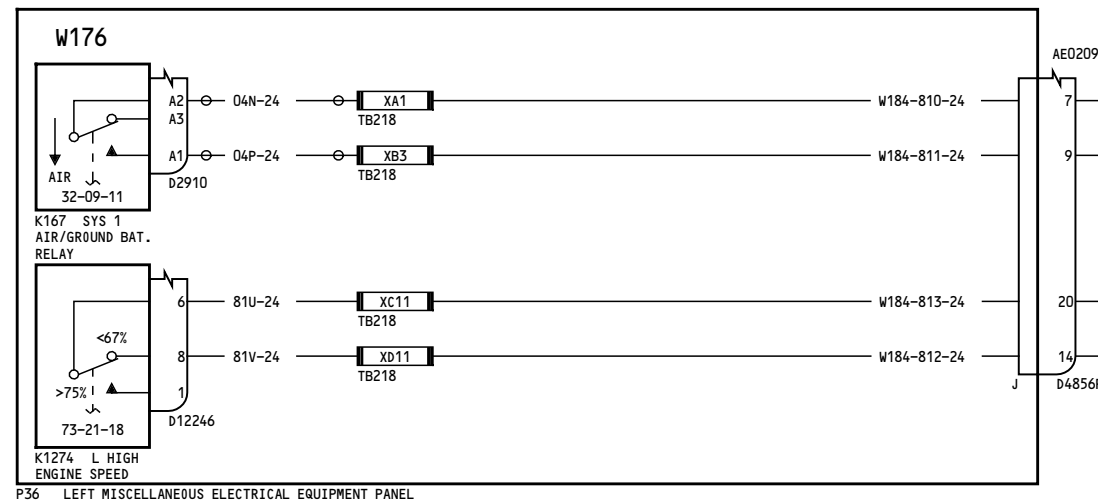 W176
AE0209
A2 04N-24 XA1 W184-810-24 7
A3 TB218
A1 04P-24 XB3 W184-811-24 9
AIR TB218
D2910
32-09-11
K167 SYS 1
AIR/GROUND BAT.
RELAY
6 81U-24 XC11 W184-813-24 20
TB218
<67%
8 81V-24 XD11 W184-812-24 14
TB218
>75% 1 J D4856
D12246
73-21-18
K1274 L HIGH
ENGINE SPEED
P36 LEFT MISCELLANEOUS ELECTRICAL EQUIPMENT PANEL